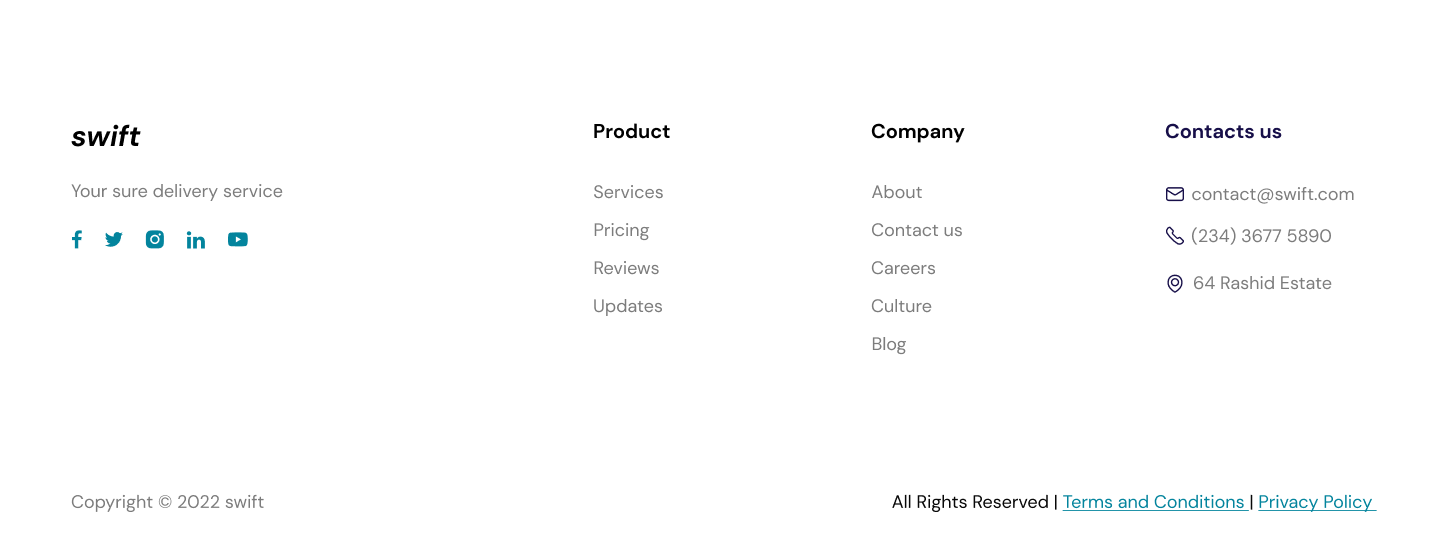 swift
Your sure delivery service
Product
Services
Pricing
Reviews
Updates
Company
About
Contact us
Careers
Culture
Blog
Contacts us
contact@swift.com
(234) 3677 5890
64 Rashid Estate
Copyright © 2022 swift
All Rights Reserved | Terms and Conditions | Privacy Policy